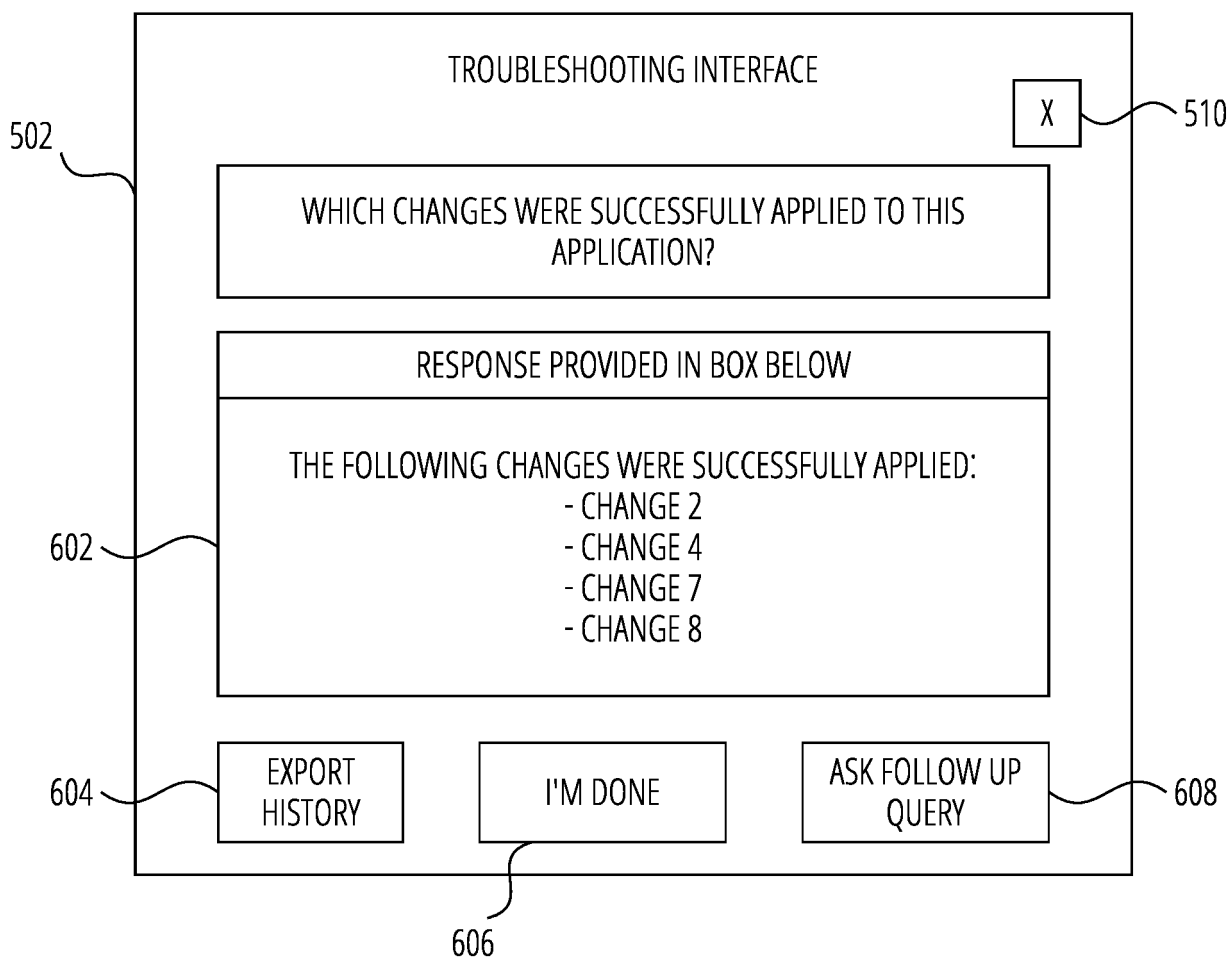 TROUBLESHOOTING INTERFACE
X
510
502
WHICH CHANGES WERE SUCCESSFULLY APPLIED TO THIS
APPLICATION?
RESPONSE PROVIDED IN BOX BELOW
THE FOLLOWING CHANGES WERE SUCCESSFULLY APPLIED:
- CHANGE 2
- CHANGE 4
- CHANGE 7
- CHANGE 8
602
EXPORT
HISTORY
604
I'M DONE
606
ASK FOLLOW UP
QUERY
608